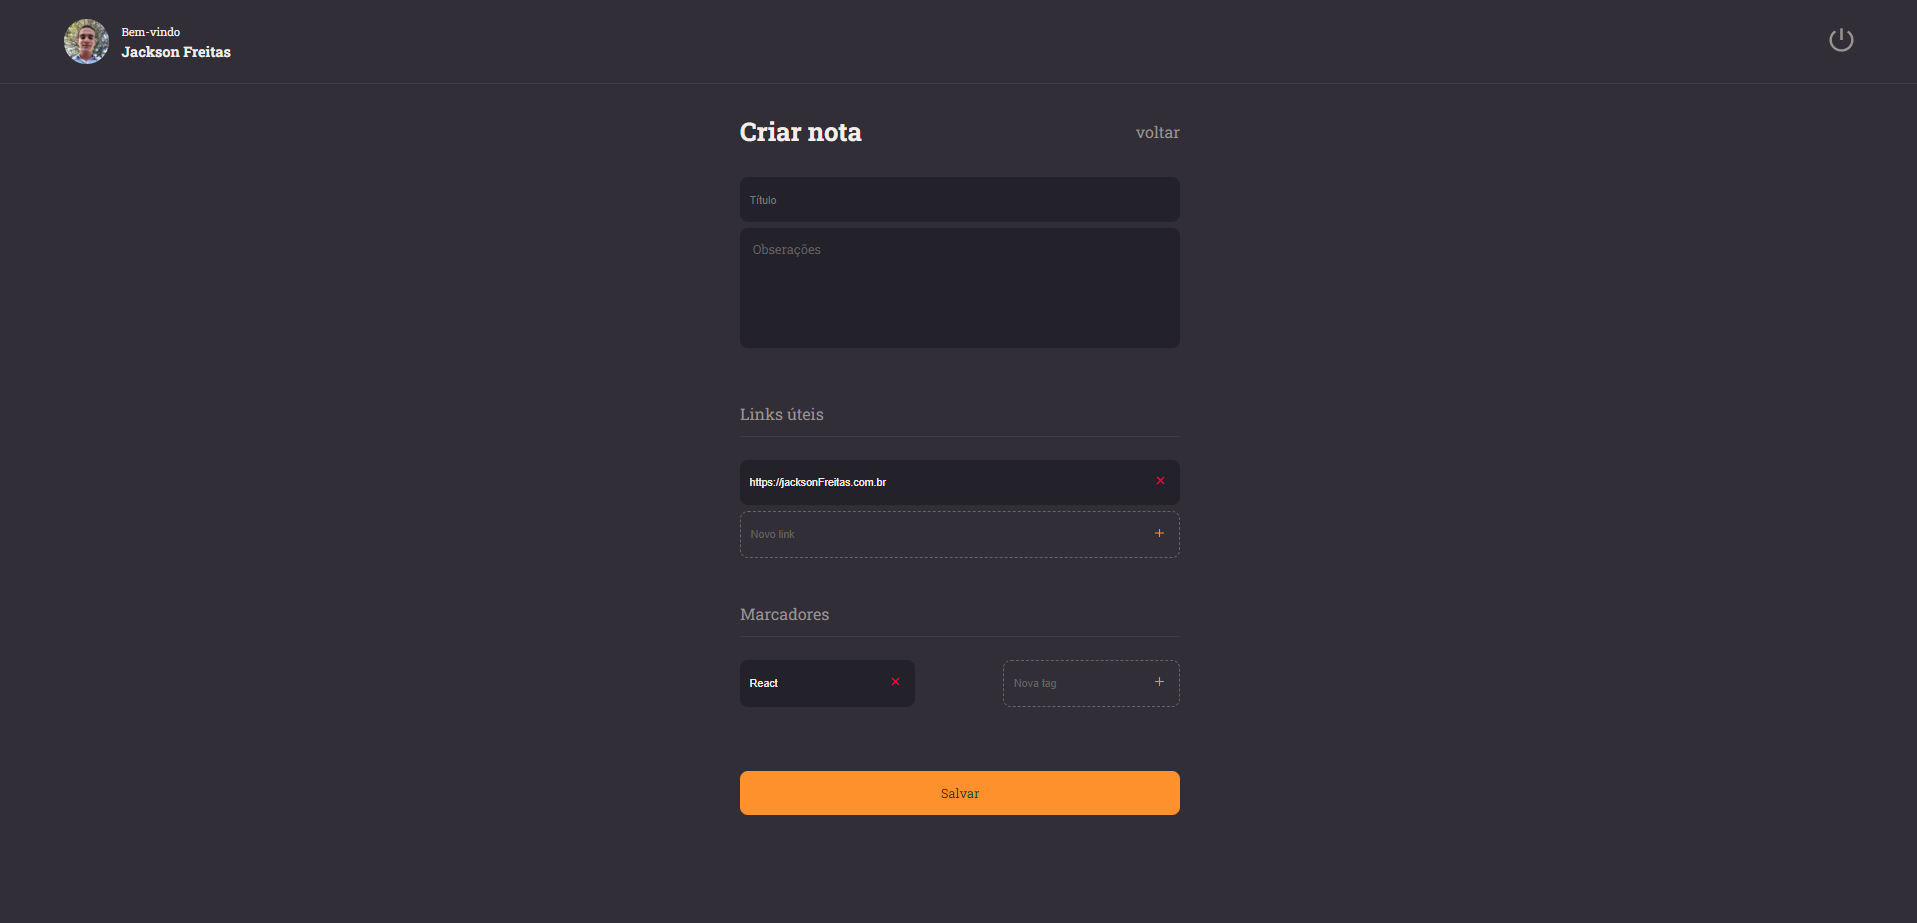 Bem-vindo
Jackson Freitas
Criar nota
voltar
Título
Obserações
Links úteis
https://jacksonFreitas.com.br
Novo link
Marcadores
React
Nova tag
Salvar